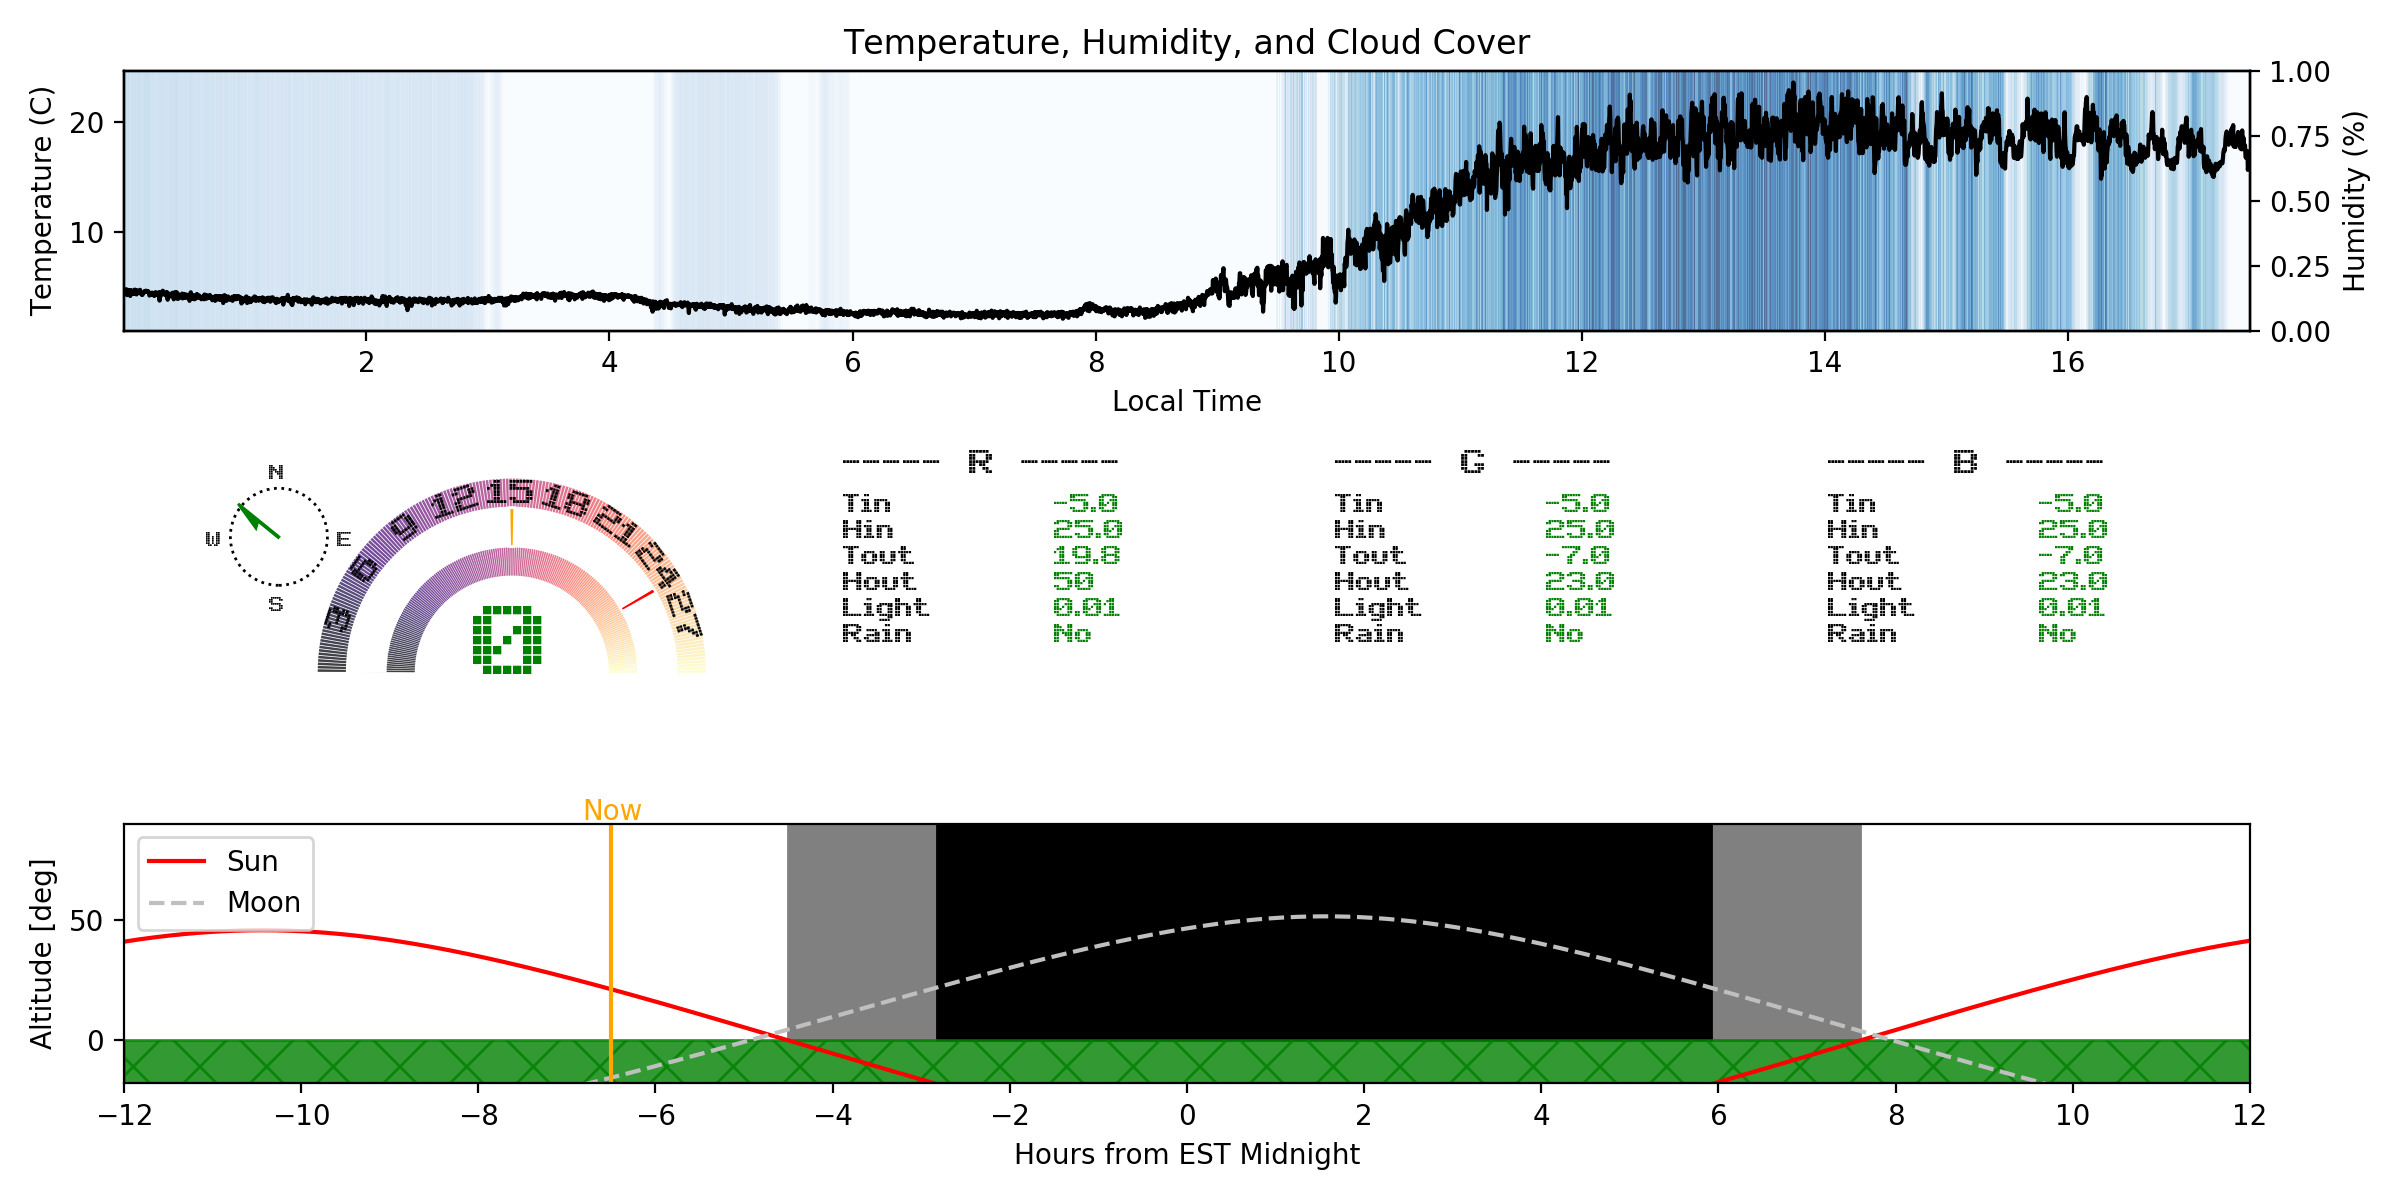 Temperature, Humidity, and Cloud Cover
Temperature (C)
20
10
1.00
0.75
0.50
0.25
0.00
Humidity (%)
2 4 6 8 10 12 14 16
Local Time
N
W E
S
3 6 9 12 15 18 21 24 27
0
----- R -----
Tin -5.0
Hin 25.0
Tout 19.8
Hout 50
Light 0.01
Rain No
----- G -----
Tin -5.0
Hin 25.0
Tout -7.0
Hout 23.0
Light 0.01
Rain No
----- B -----
Tin -5.0
Hin 25.0
Tout -7.0
Hout 23.0
Light 0.01
Rain No
Now
Sun
Moon
Altitude [deg]
50
0
−12 −10 −8 −6 −4 −2 0 2 4 6 8 10 12
Hours from EST Midnight